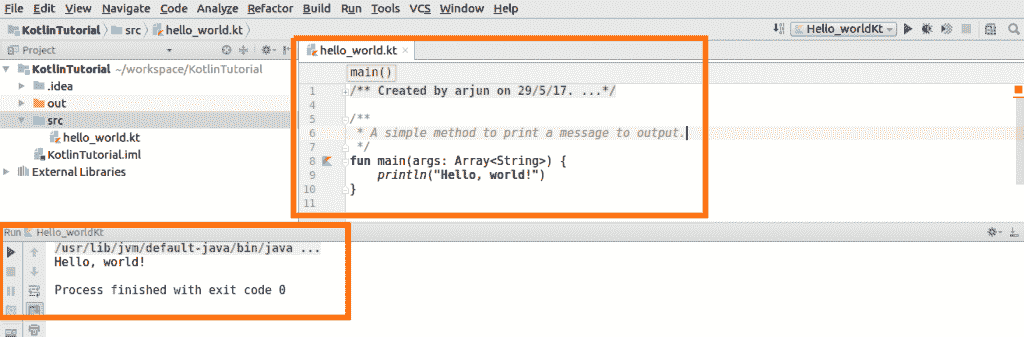 File Edit View Navigate Code Analyze Refactor Build Run Tools VCS Window Help
KotlinTutorial src hello_world.kt
Hello_worldKt
Project
hello_world.kt
KotlinTutorial ~/workspace/KotlinTutorial
.idea
out
src
hello_world.kt
KotlinTutorial.iml
External Libraries
main()
1 /** Created by arjun on 29/5/17. ...*/
4
5 /**
6 * A simple method to print a message to output.
7 */
8 fun main(args: Array<String>) {
9 println("Hello, world!")
10 }
11
Run Hello_worldKt
/usr/lib/jvm/default-java/bin/java ...
Hello, world!
Process finished with exit code 0